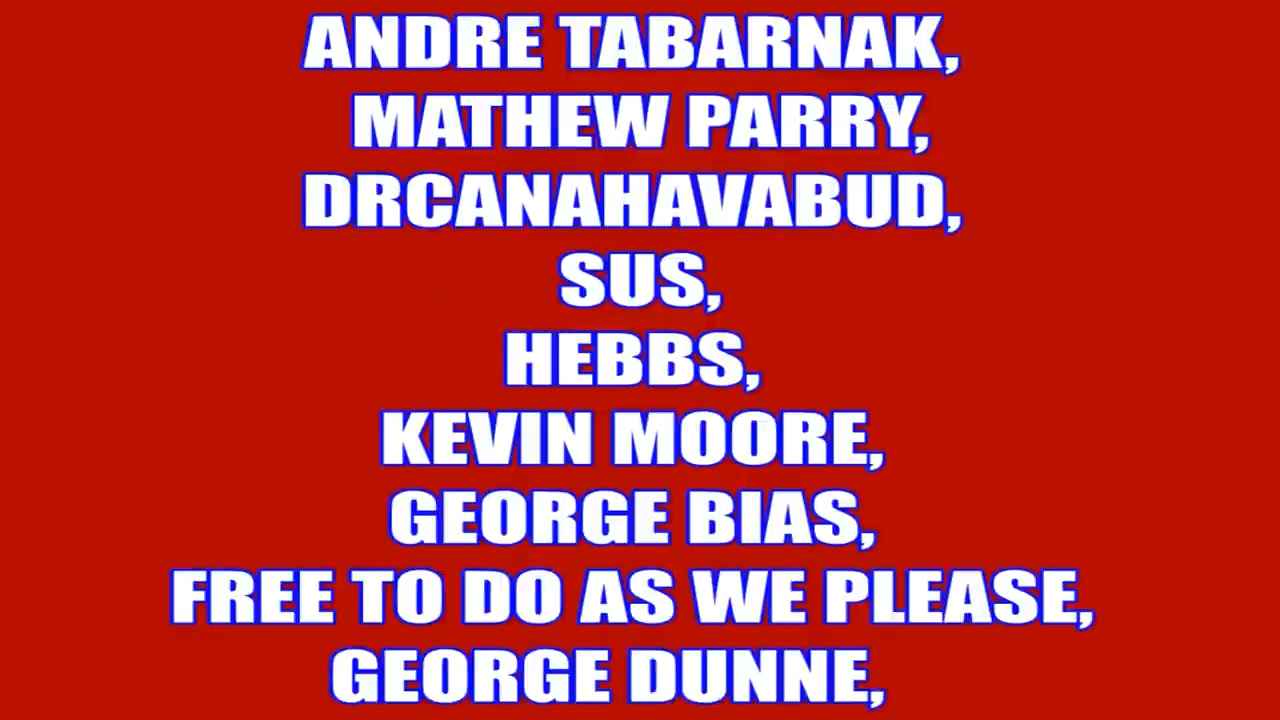 ANDRE TABARNAK,
MATHEW PARRY,
DRCANAHAVABUD,
SUS,
HEBBS,
KEVIN MOORE,
GEORGE BIAS,
FREE TO DO AS WE PLEASE,
GEORGE DUNNE,